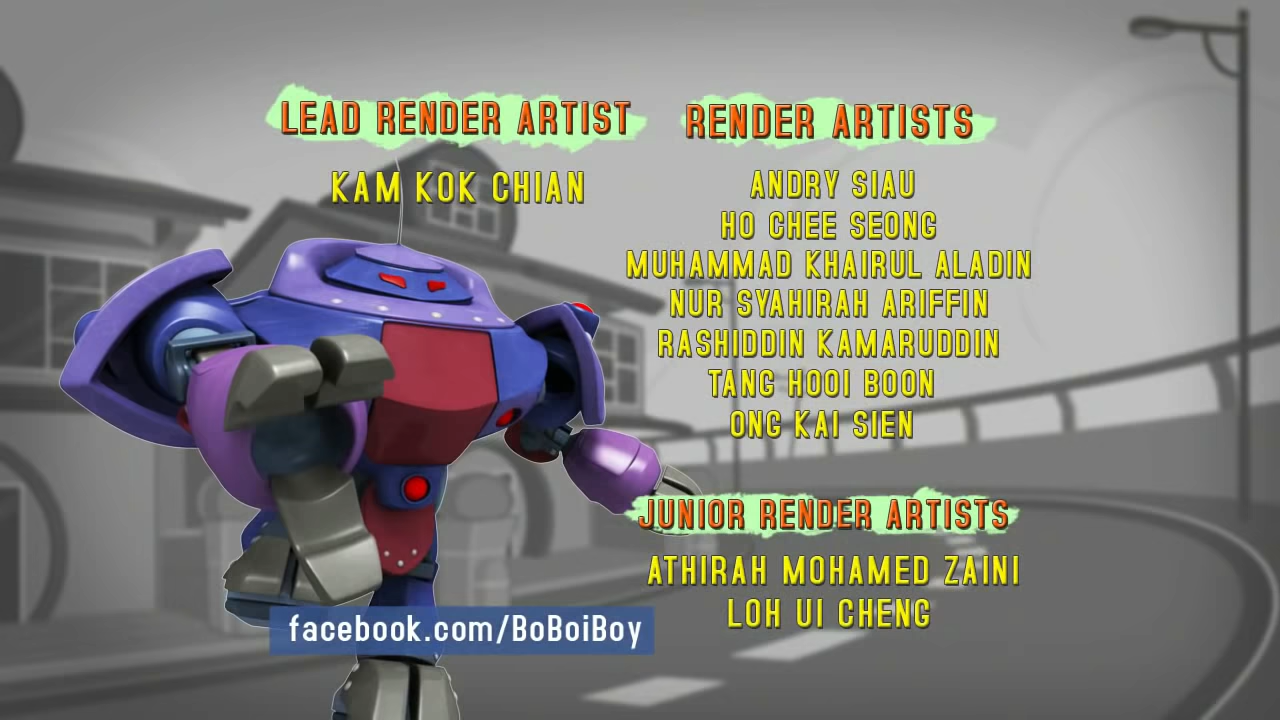 LEAD RENDER ARTIST
KAM KOK CHIAN
RENDER ARTISTS
ANDRY SIAU
HO CHEE SEONG
MUHAMMAD KHAIRUL ALADIN
NUR SYAHIRAH ARIFFIN
RASHIDDIN KAMARUDDIN
TANG HOOI BOON
ONG KAI SIEN
JUNIOR RENDER ARTISTS
ATHIRAH MOHAMED ZAINI
LOH UI CHENG
facebook.com/BoBoiBoy